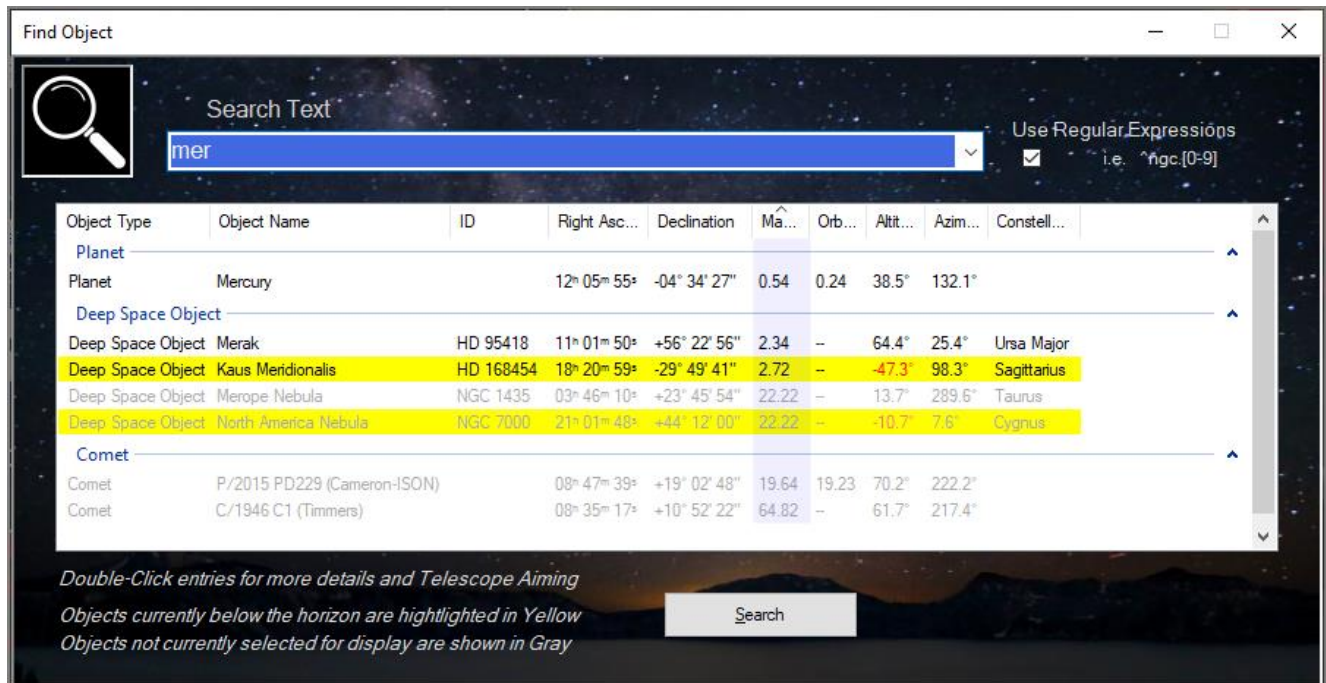 Find Object
Search Text
mer
Use Regular Expressions
i.e. ^ngc.[0-9]
Object Type Object Name ID Right Asc... Declination Ma... Orb... Altit... Azim... Constell...
Planet
Planet Mercury 12ʰ 05ᵐ 55ˢ -04° 34' 27" 0.54 0.24 38.5° 132.1°
Deep Space Object
Deep Space Object Merak HD 95418 11ʰ 01ᵐ 50ˢ +56° 22' 56" 2.34 -- 64.4° 25.4° Ursa Major
Deep Space Object Kaus Meridionalis HD 168454 18ʰ 20ᵐ 59ˢ -29° 49' 41" 2.72 -- -47.3° 98.3° Sagittarius
Deep Space Object Merope Nebula NGC 1435 03ʰ 46ᵐ 10ˢ +23° 45' 54" 22.22 -- 13.7° 289.6° Taurus
Deep Space Object North America Nebula NGC 7000 21ʰ 01ᵐ 48ˢ +44° 12' 00" 22.22 -- -10.7° 7.6° Cygnus
Comet
Comet P/2015 PD229 (Cameron-ISON) 08ʰ 47ᵐ 39ˢ +19° 02' 48" 19.64 19.23 70.2° 222.2°
Comet C/1946 C1 (Timmers) 08ʰ 35ᵐ 17ˢ +10° 52' 22" 64.82 -- 61.7° 217.4°
Double-Click entries for more details and Telescope Aiming
Objects currently below the horizon are hightlighted in Yellow
Search
Objects not currently selected for display are shown in Gray